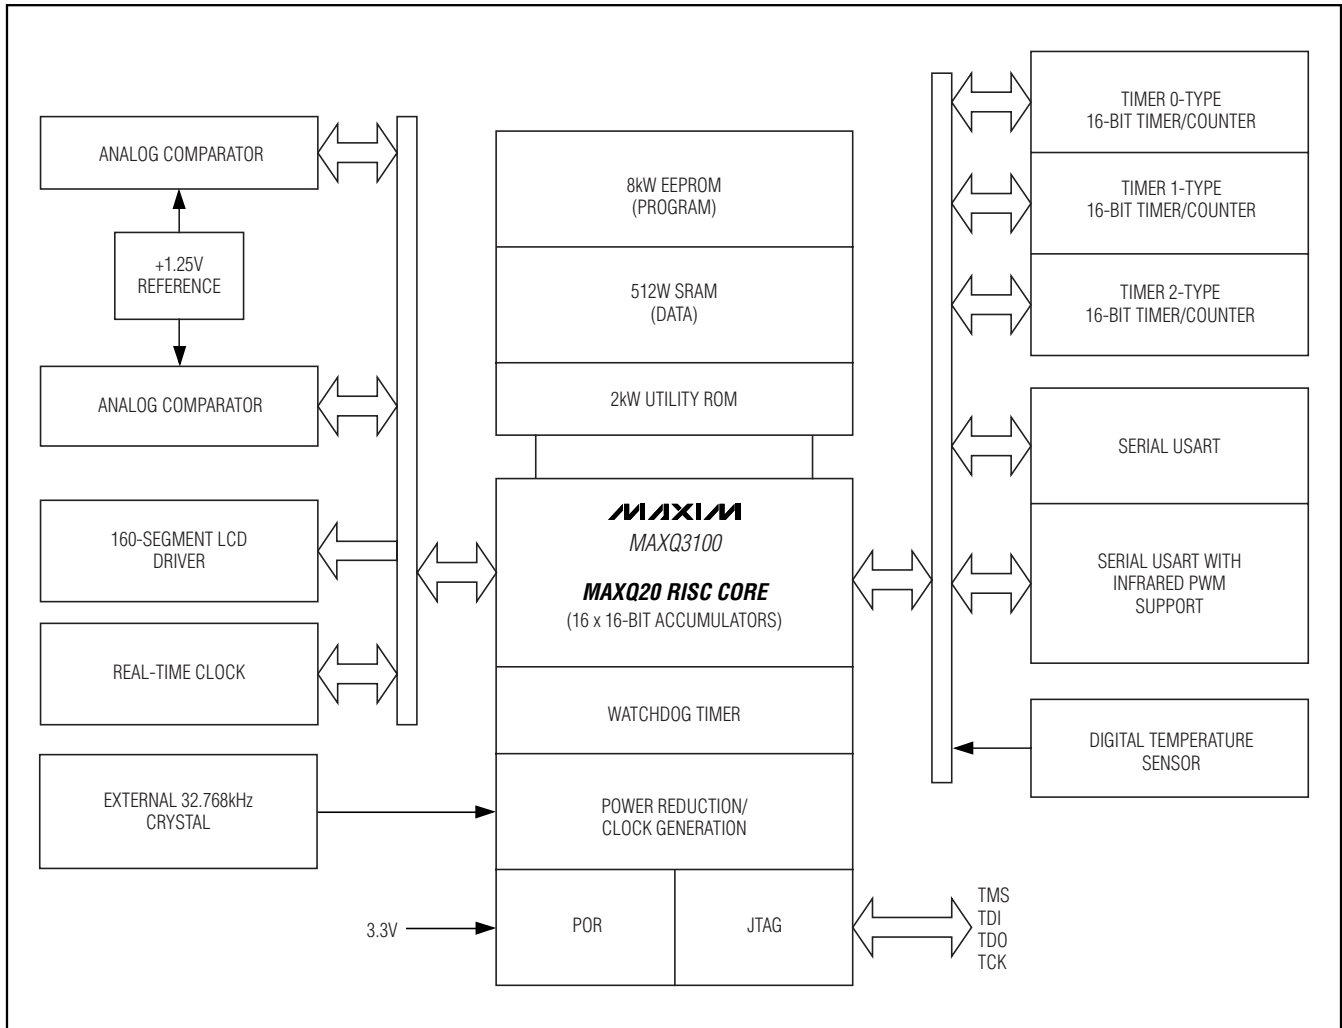 ANALOG COMPARATOR
+1.25V
REFERENCE
ANALOG COMPARATOR
160-SEGMENT LCD
DRIVER
REAL-TIME CLOCK
EXTERNAL 32.768kHz
CRYSTAL
3.3V
8kW EEPROM
(PROGRAM)
512W SRAM
(DATA)
2kW UTILITY ROM
MAXIM
MAXQ3100
MAXQ20 RISC CORE
(16 x 16-BIT ACCUMULATORS)
WATCHDOG TIMER
POWER REDUCTION/
CLOCK GENERATION
POR
JTAG
TMS
TDI
TDO
TCK
TIMER 0-TYPE
16-BIT TIMER/COUNTER
TIMER 1-TYPE
16-BIT TIMER/COUNTER
TIMER 2-TYPE
16-BIT TIMER/COUNTER
SERIAL USART
SERIAL USART WITH
INFRARED PWM
SUPPORT
DIGITAL TEMPERATURE
SENSOR